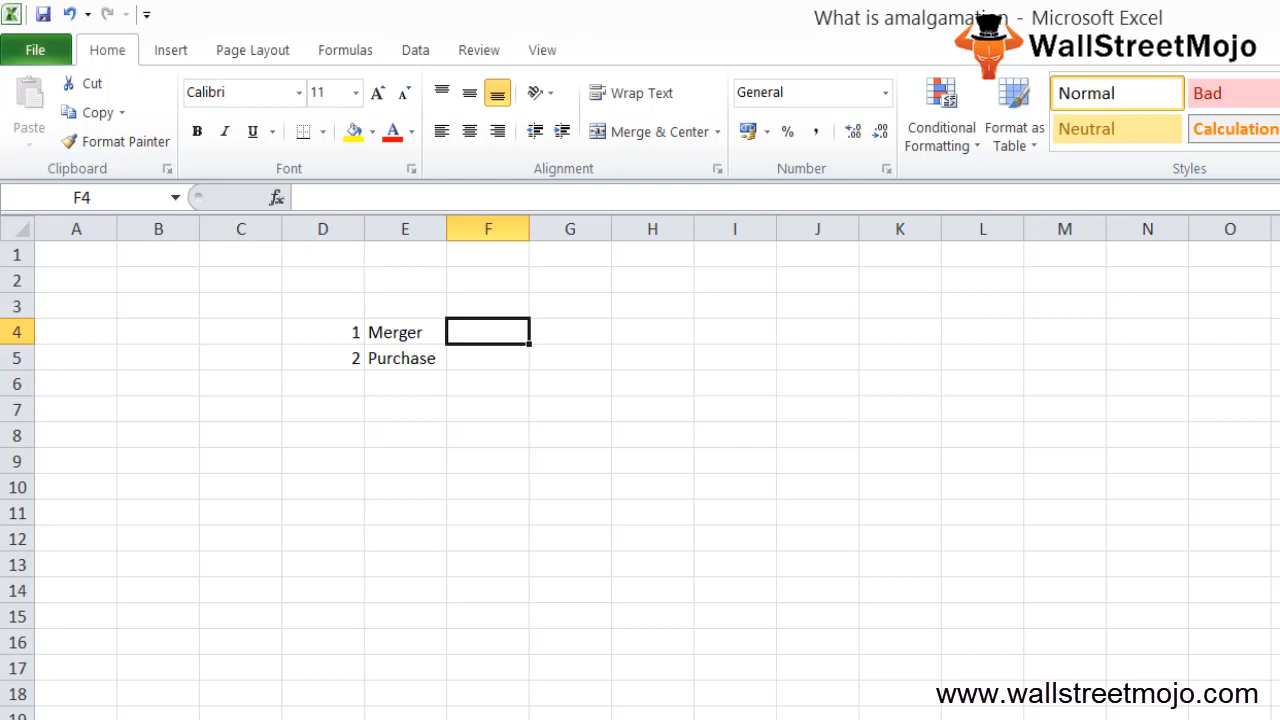 What is amalgamation - Microsoft Excel
WallStreetMojo
File Home Insert Page Layout Formulas Data Review View
Paste
Cut
Copy
Format Painter
Clipboard
Calibri 11
B I U A
Font
Wrap Text
Merge & Center
Alignment
General
% ,
Number
Conditional Formatting
Format as Table
Normal Bad
Neutral Calculation
Styles
F4 fx
A B C D E F G H I J K L M N O
1
2
3
4 1 Merger
5 2 Purchase
6
7
8
9
10
11
12
13
14
15
16
17
18
www.wallstreetmojo.com